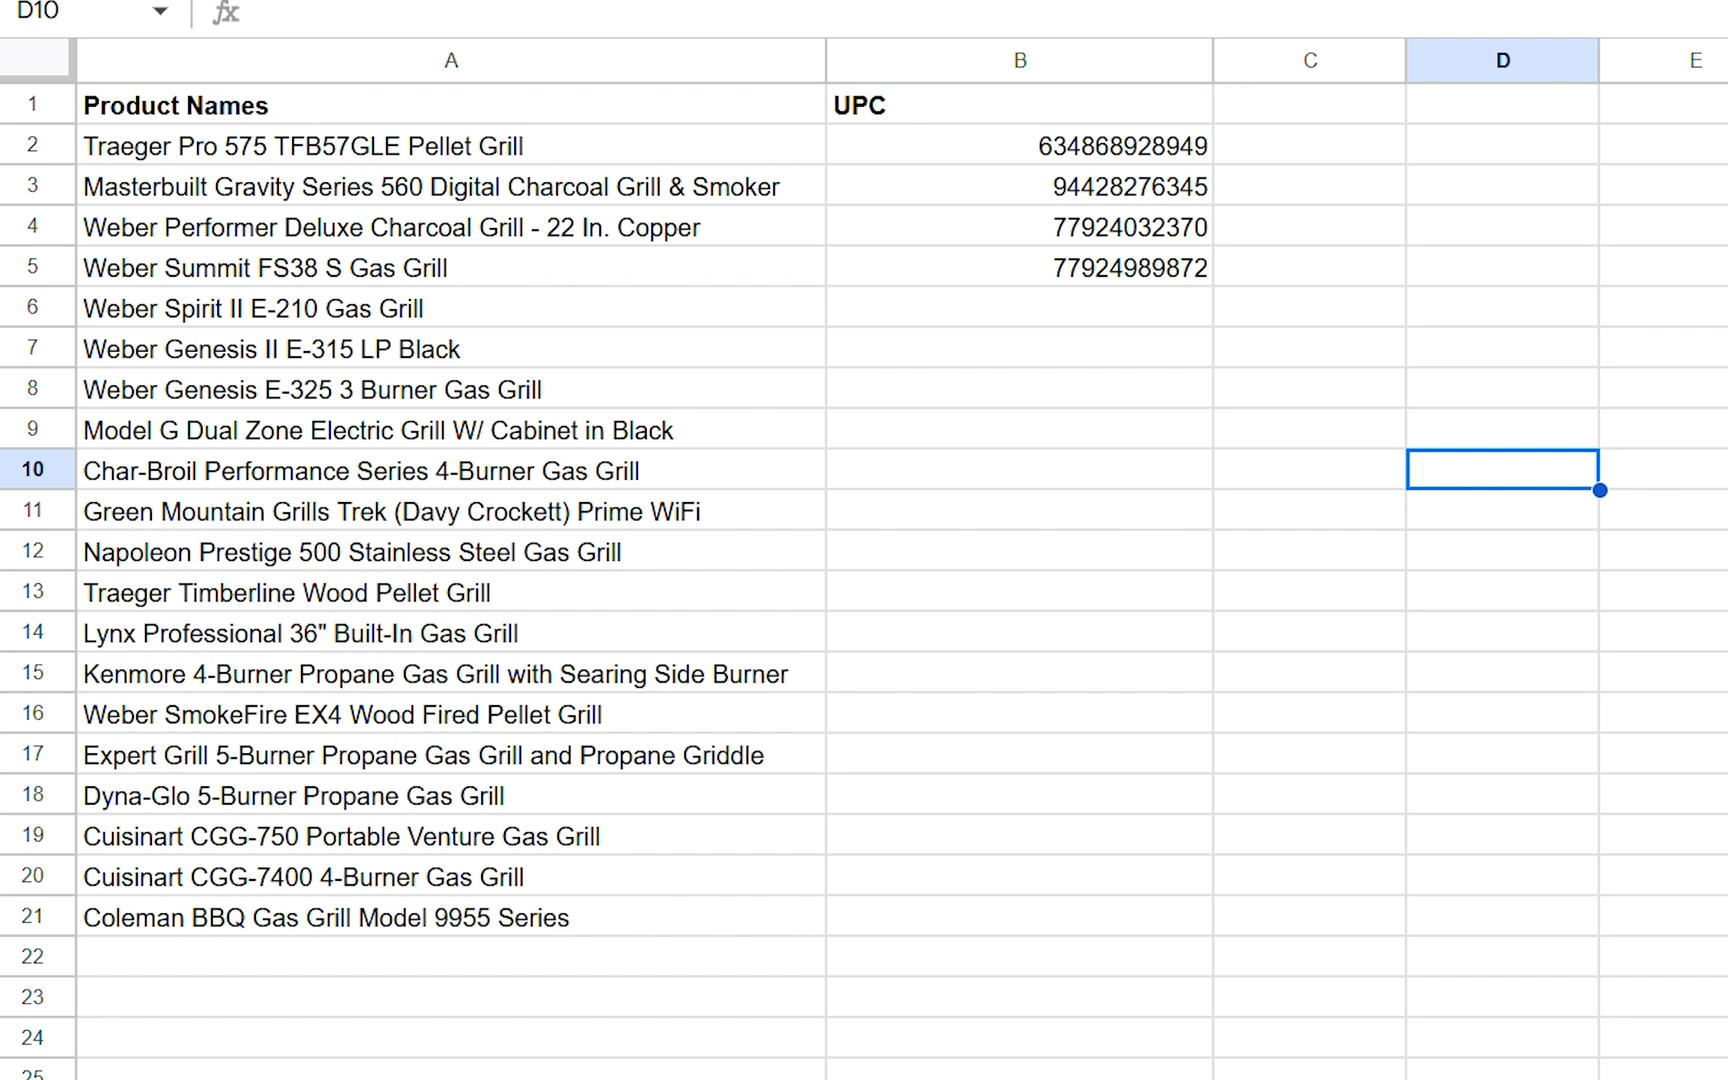 D10 fx
A B C D E
1 Product Names UPC
2 Traeger Pro 575 TFB57GLE Pellet Grill 634868928949
3 Masterbuilt Gravity Series 560 Digital Charcoal Grill & Smoker 94428276345
4 Weber Performer Deluxe Charcoal Grill - 22 In. Copper 77924032370
5 Weber Summit FS38 S Gas Grill 77924989872
6 Weber Spirit II E-210 Gas Grill
7 Weber Genesis II E-315 LP Black
8 Weber Genesis E-325 3 Burner Gas Grill
9 Model G Dual Zone Electric Grill W/ Cabinet in Black
10 Char-Broil Performance Series 4-Burner Gas Grill
11 Green Mountain Grills Trek (Davy Crockett) Prime WiFi
12 Napoleon Prestige 500 Stainless Steel Gas Grill
13 Traeger Timberline Wood Pellet Grill
14 Lynx Professional 36" Built-In Gas Grill
15 Kenmore 4-Burner Propane Gas Grill with Searing Side Burner
16 Weber SmokeFire EX4 Wood Fired Pellet Grill
17 Expert Grill 5-Burner Propane Gas Grill and Propane Griddle
18 Dyna-Glo 5-Burner Propane Gas Grill
19 Cuisinart CGG-750 Portable Venture Gas Grill
20 Cuisinart CGG-7400 4-Burner Gas Grill
21 Coleman BBQ Gas Grill Model 9955 Series
22
23
24
25